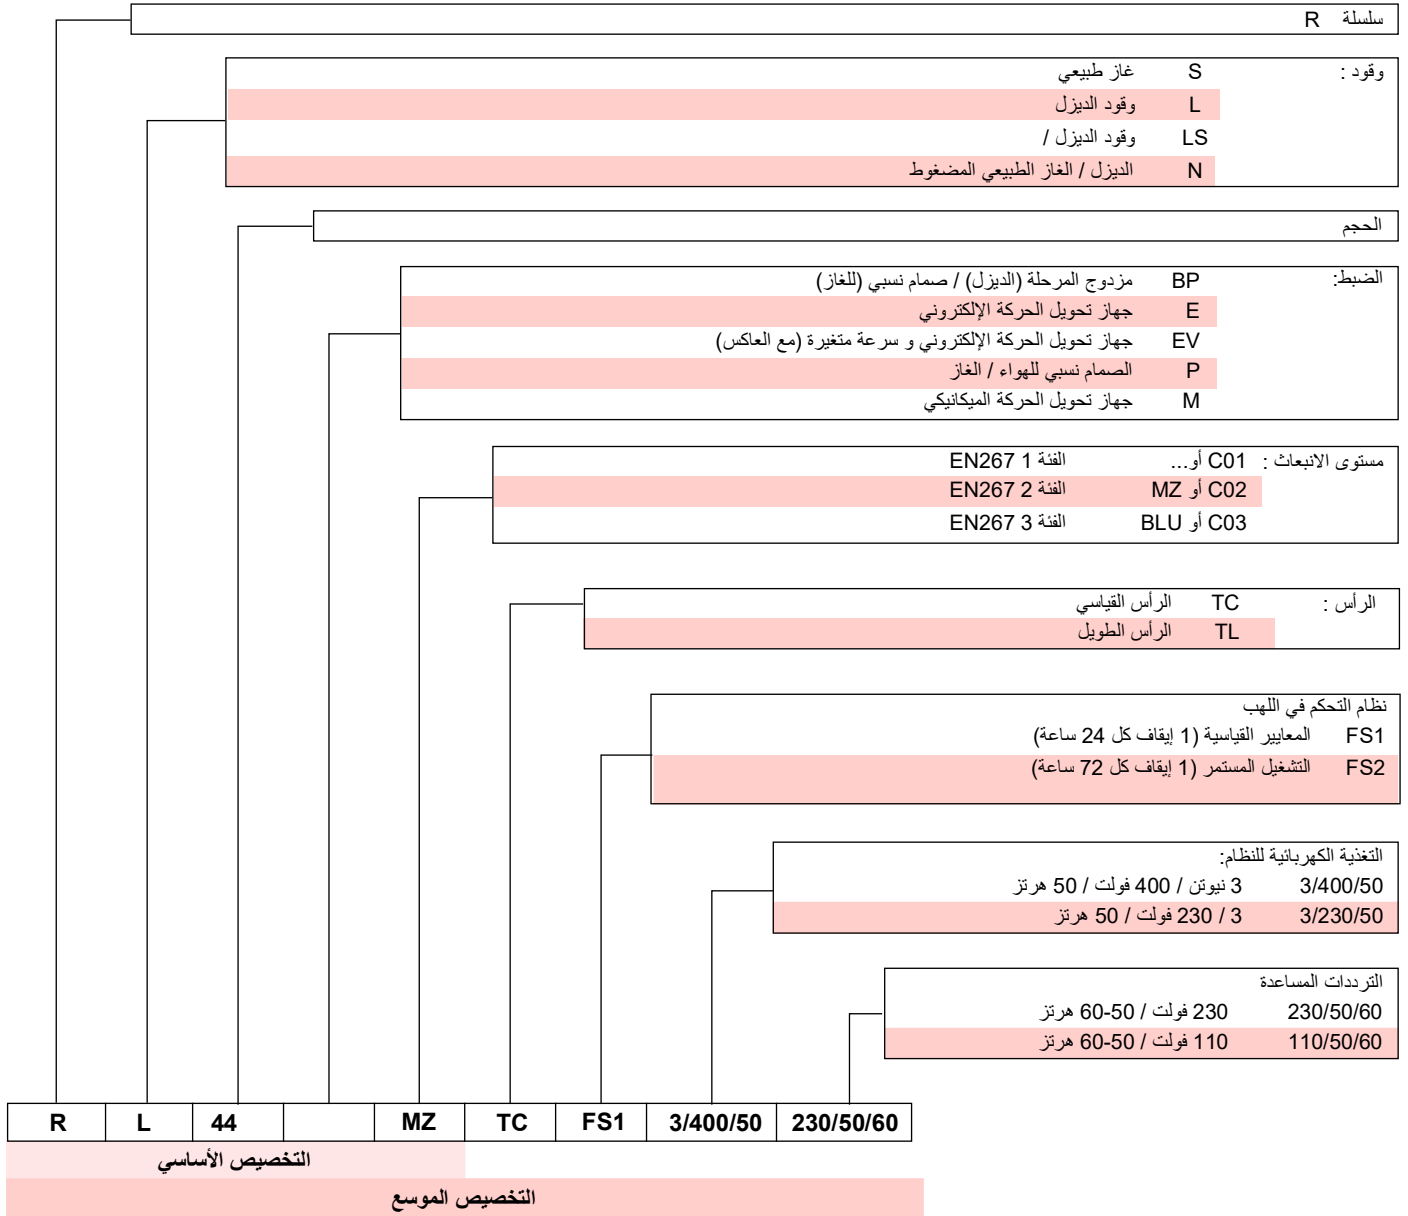 سلسلة R
وقود : S غاز طبيعي
L وقود الديزل
LS وقود الديزل /
N الديزل / الغاز الطبيعي المضغوط
الحجم
الضبط: BP مزدوج المرحلة (الديزل) / صمام نسبي (للغاز)
E جهاز تحويل الحركة الإلكتروني
EV جهاز تحويل الحركة الإلكتروني و سرعة متغيرة (مع العاكس)
P الصمام نسبي للهواء / الغاز
M جهاز تحويل الحركة الميكانيكي
مستوى الانبعاث : C01 أو... الفئة 1 EN267
C02 أو MZ الفئة 2 EN267
C03 أو BLU الفئة 3 EN267
الرأس : TC الرأس القياسي
TL الرأس الطويل
نظام التحكم في اللهب
FS1 المعايير القياسية (1 إيقاف كل 24 ساعة)
FS2 التشغيل المستمر (1 إيقاف كل 72 ساعة)
التغذية الكهربائية للنظام:
3/400/50 3 نيوتن / 400 فولت / 50 هرتز
3/230/50 3 / 230 فولت / 50 هرتز
الترددات المساعدة
230/50/60 230 فولت / 50-60 هرتز
110/50/60 110 فولت / 50-60 هرتز
R L 44 MZ TC FS1 3/400/50 230/50/60
التخصيص الأساسي
التخصيص الموسع